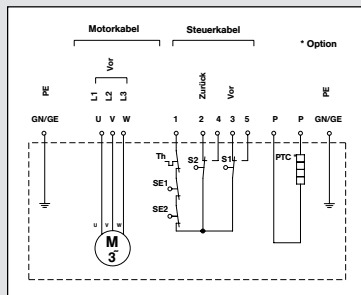 Motorkabel Steuerkabel
* Option
Vor
Zurück
Vor
PE L1 L2 L3 PE
GN/GE U V W 1 2 4 3 5 P P GN/GE
Th S2 S1 PTC *
SE1
SE2
U V W
M
3~